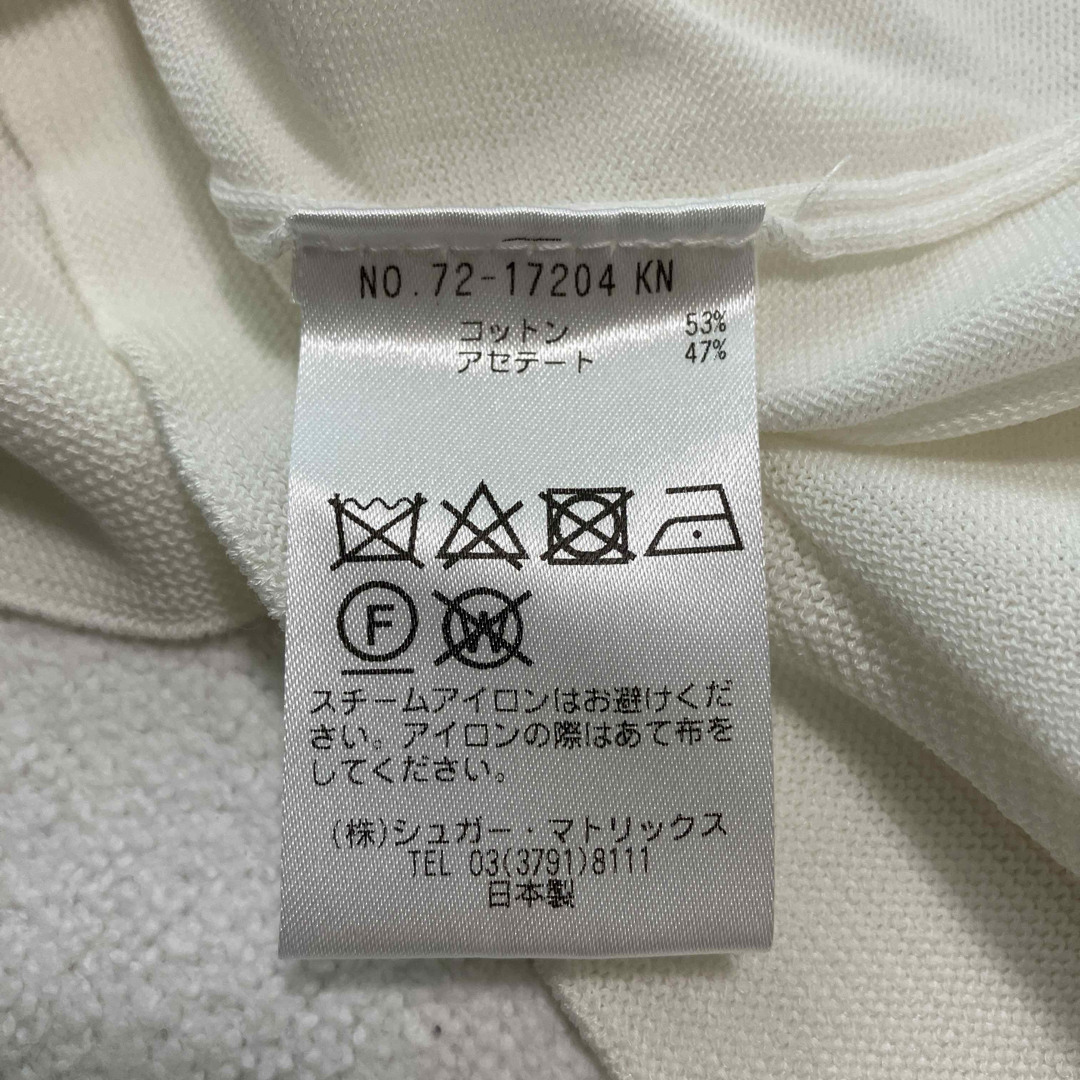 NO.72-17204 KN
コットン 53%
アセテート 47%
F W
スチームアイロンはお避けくだ
さい。アイロンの際はあて布を
してください。
(株)シュガー・マトリックス
TEL 03(3791)8111
日本製